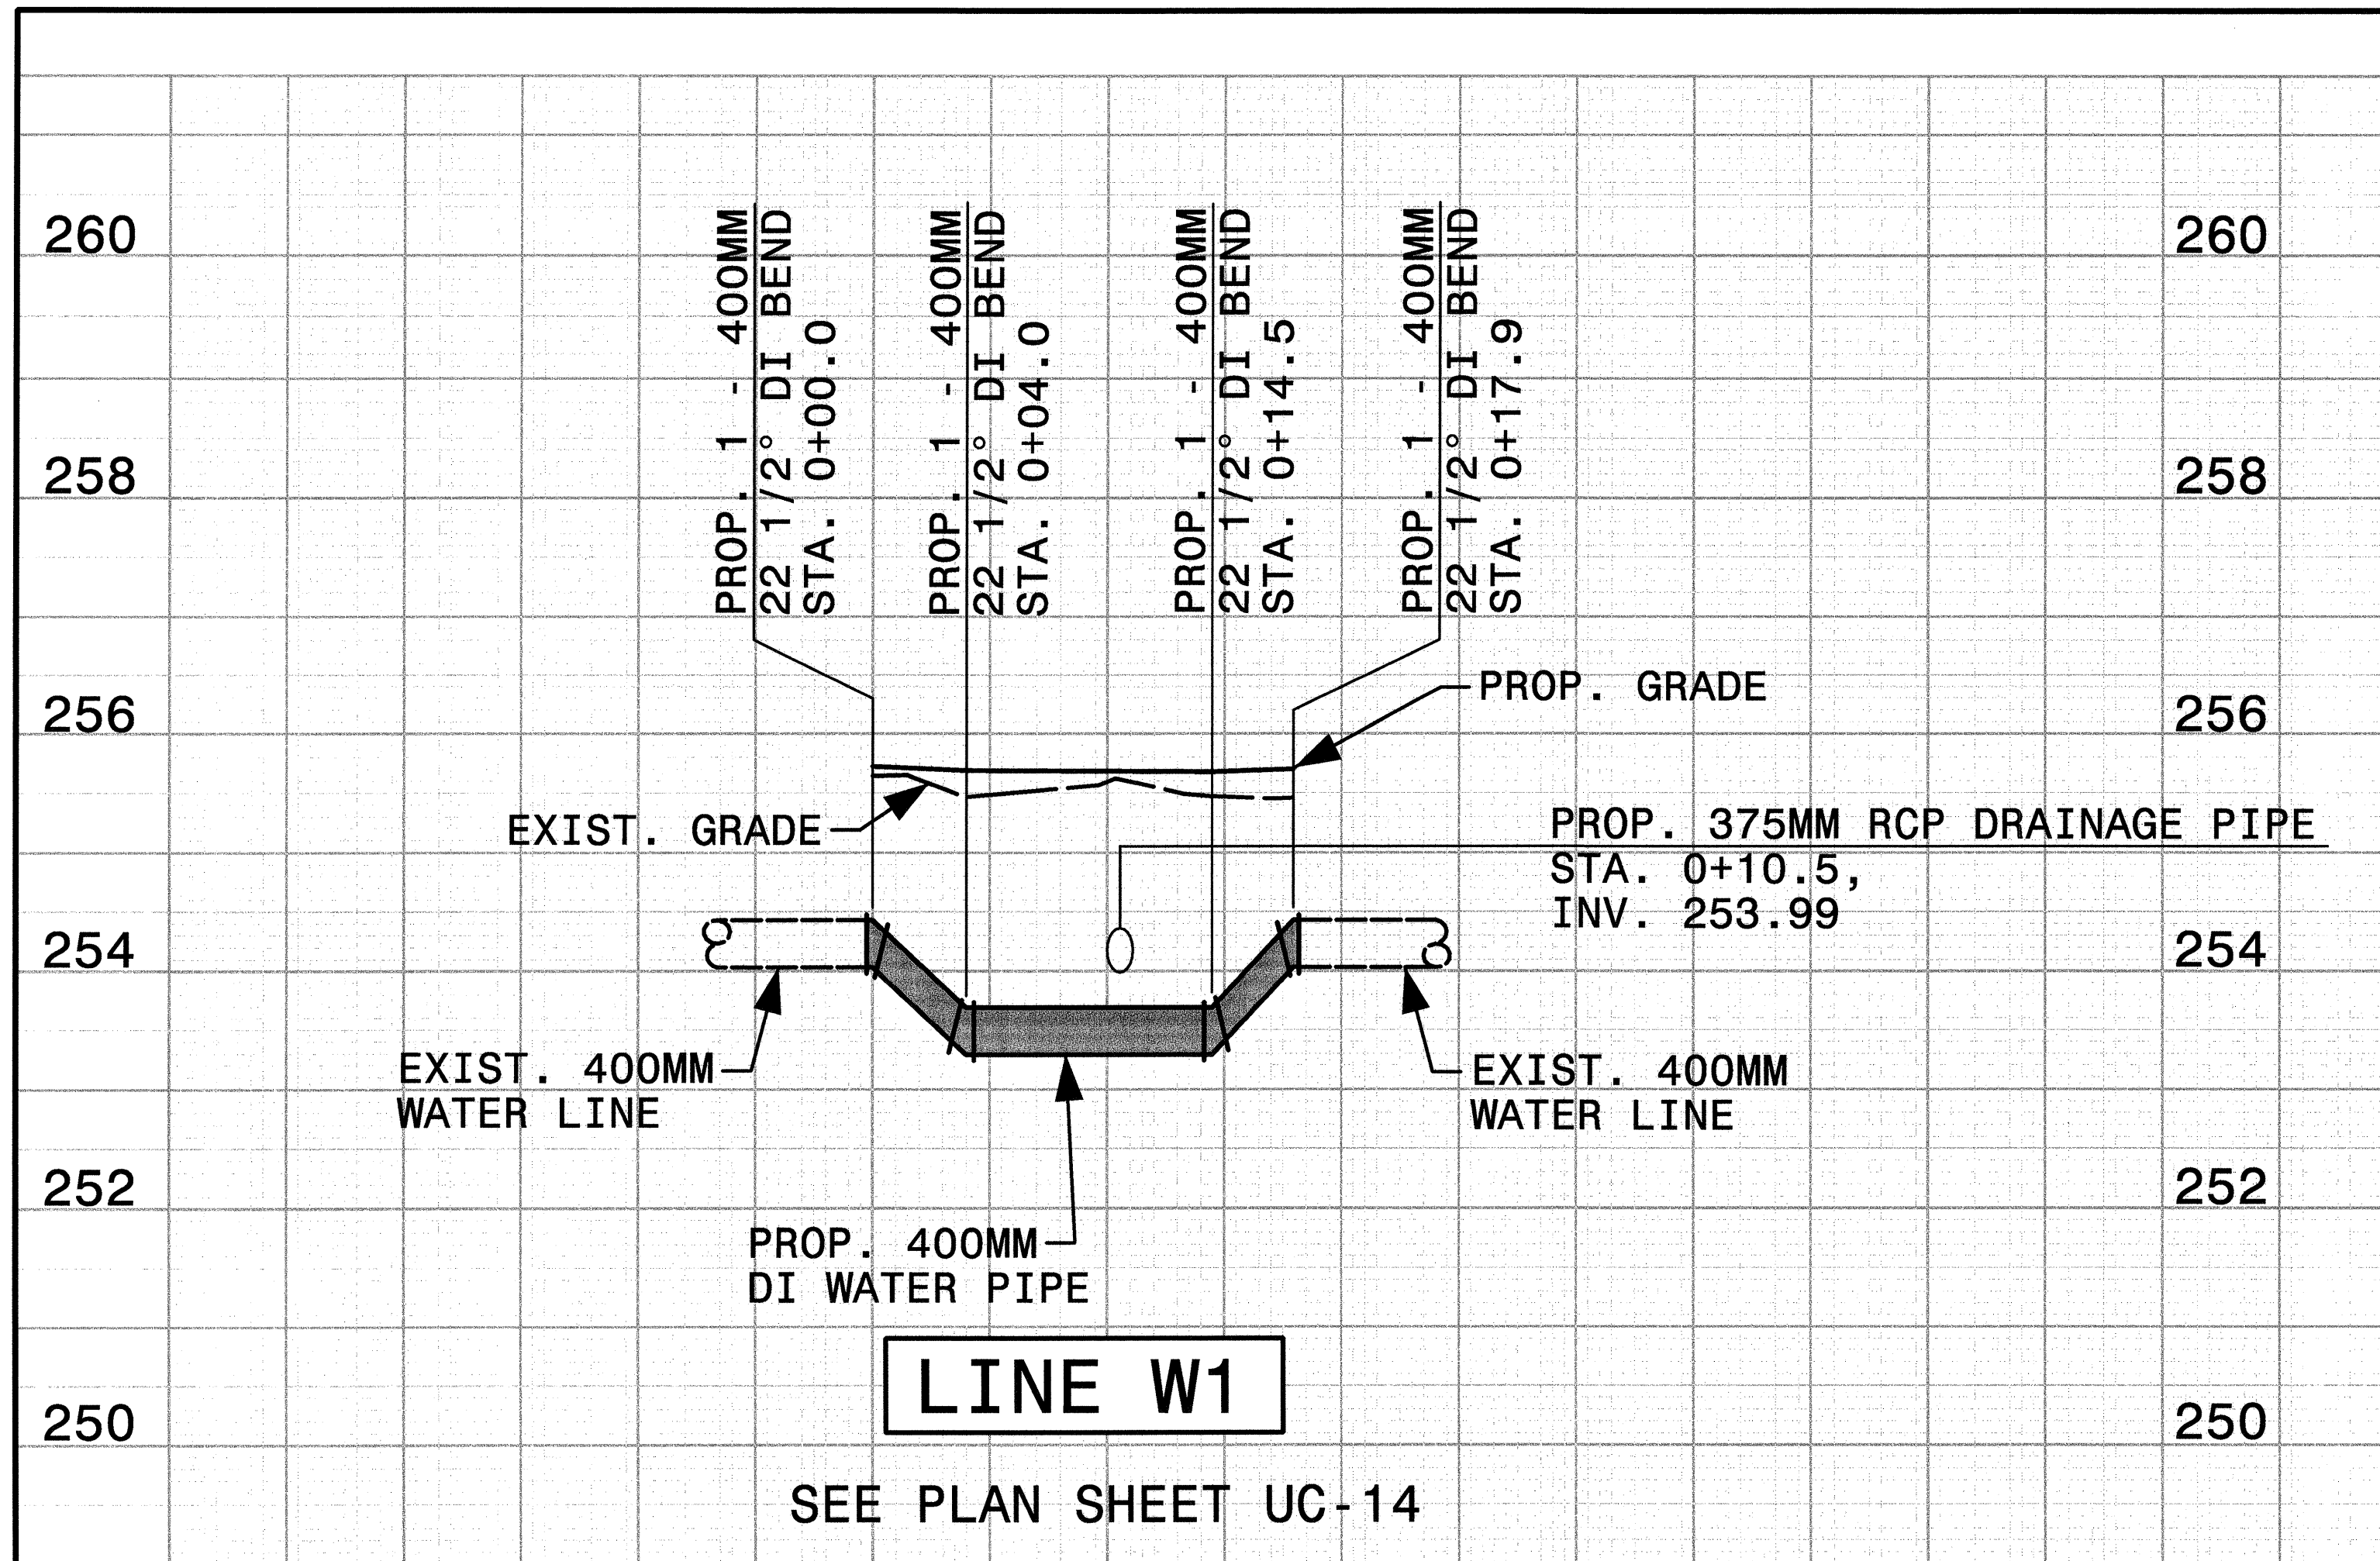 PROP. 1 - 400MM
22 1/2° DI BEND
STA. 0+00.0
PROP. 1 - 400MM
22 1/2° DI BEND
STA. 0+04.0
PROP. 1 - 400MM
22 1/2° DI BEND
STA. 0+14.5
PROP. 1 - 400MM
22 1/2° DI BEND
STA. 0+17.9
260
260
258
258
PROP. GRADE
256
256
EXIST. GRADE
PROP. 375MM RCP DRAINAGE PIPE
STA. 0+10.5,
INV. 253.99
254
254
EXIST. 400MM
WATER LINE
EXIST. 400MM
WATER LINE
252
252
PROP. 400MM
DI WATER PIPE
LINE W1
250
250
SEE PLAN SHEET UC-14